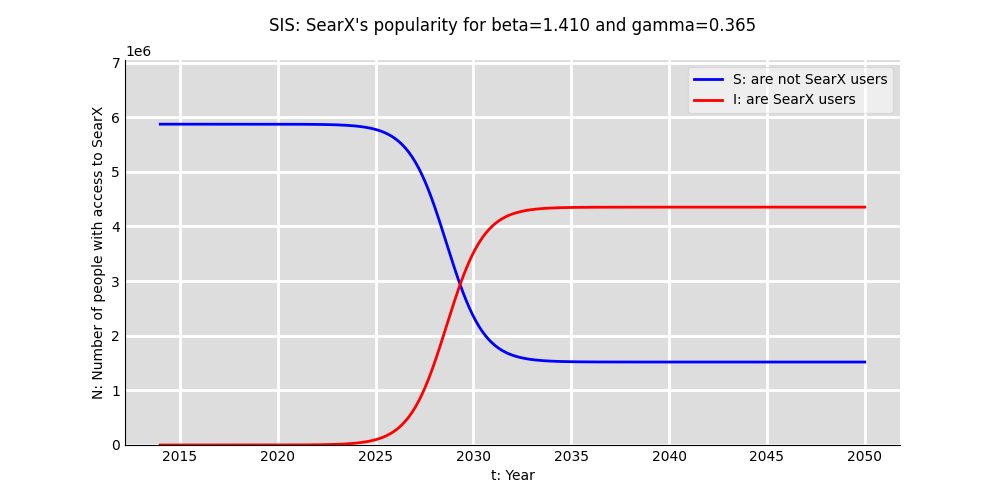 SIS: SearX's popularity for beta=1.410 and gamma=0.365
1e6
7
6
5
4
3
2
1
0
N: Number of people with access to SearX
S: are not SearX users
I: are SearX users
2015 2020 2025 2030 2035 2040 2045 2050
t: Year